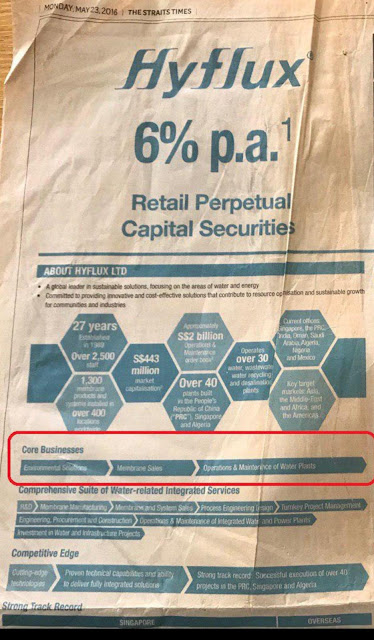 MONDAY, MAY 23, 2016 | THE STRAITS TIMES
Hyflux
6% p.a.1
Retail Perpetual
Capital Securities
ABOUT HYFLUX LTD
• A global leader in sustainable solutions, focusing on the areas of water and energy
• Committed to providing innovative and cost-effective solutions that contribute to resource optimisation and sustainable growth
for communities and industries
27 years
Established
in 1989
Over 2,500
staff
1,300
membrane
products and
systems installed in
over 400
locations
worldwide
S$443
million
market
capitalisation
Approximately
S$2 billion
Operations &
Maintenance
order book
Over 40
plants built
in the People's
Republic of China
("PRC"), Singapore
and Algeria
Operates
over 30
water, wastewater,
water recycling
and desalination
plants
Current offices:
Singapore, the PRC,
India, Oman, Saudi
Arabia, Algeria,
Nigeria
and Mexico
Key target
markets: Asia,
the Middle-East
and Africa, and
the Americas
Core Businesses
Environmental Solutions
Membrane Sales
Operations & Maintenance of Water Plants
Comprehensive Suite of Water-related Integrated Services
R&D
Membrane Manufacturing
Membrane and System Sales
Process Engineering Design
Turnkey Project Management
Engineering, Procurement and Construction
Operations & Maintenance of Integrated Water and Power Plants
Investment in Water and Infrastructure Projects
Competitive Edge
Cutting-edge
technologies
Proven technical capabilities and ability
to deliver fully integrated solutions
Strong track record: Successful execution of over 40
projects in the PRC, Singapore and Algeria
Strong Track Record
SINGAPORE
OVERSEAS